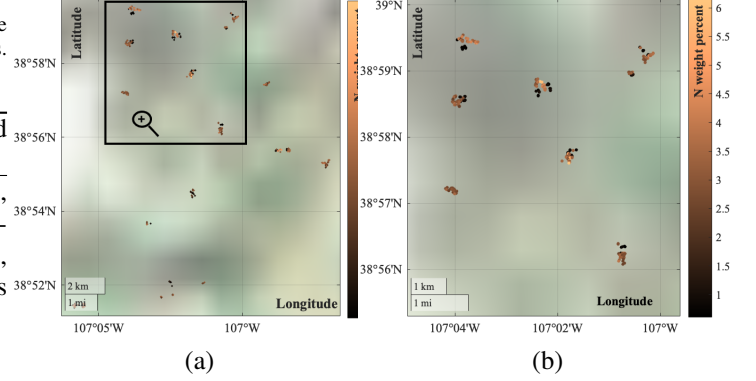 e
s.
d
,
,
s
Latitude
38°58'N
38°56'N
38°54'N
38°52'N
2 km
1 mi
Longitude
107°05'W
107°W
N weight percent
(a)
Latitude
39°N
38°59'N
38°58'N
38°57'N
38°56'N
1 km
1 mi
Longitude
107°04'W
107°02'W
107°W
N weight percent
6
5.5
5
4.5
4
3.5
3
2.5
2
1.5
1
(b)